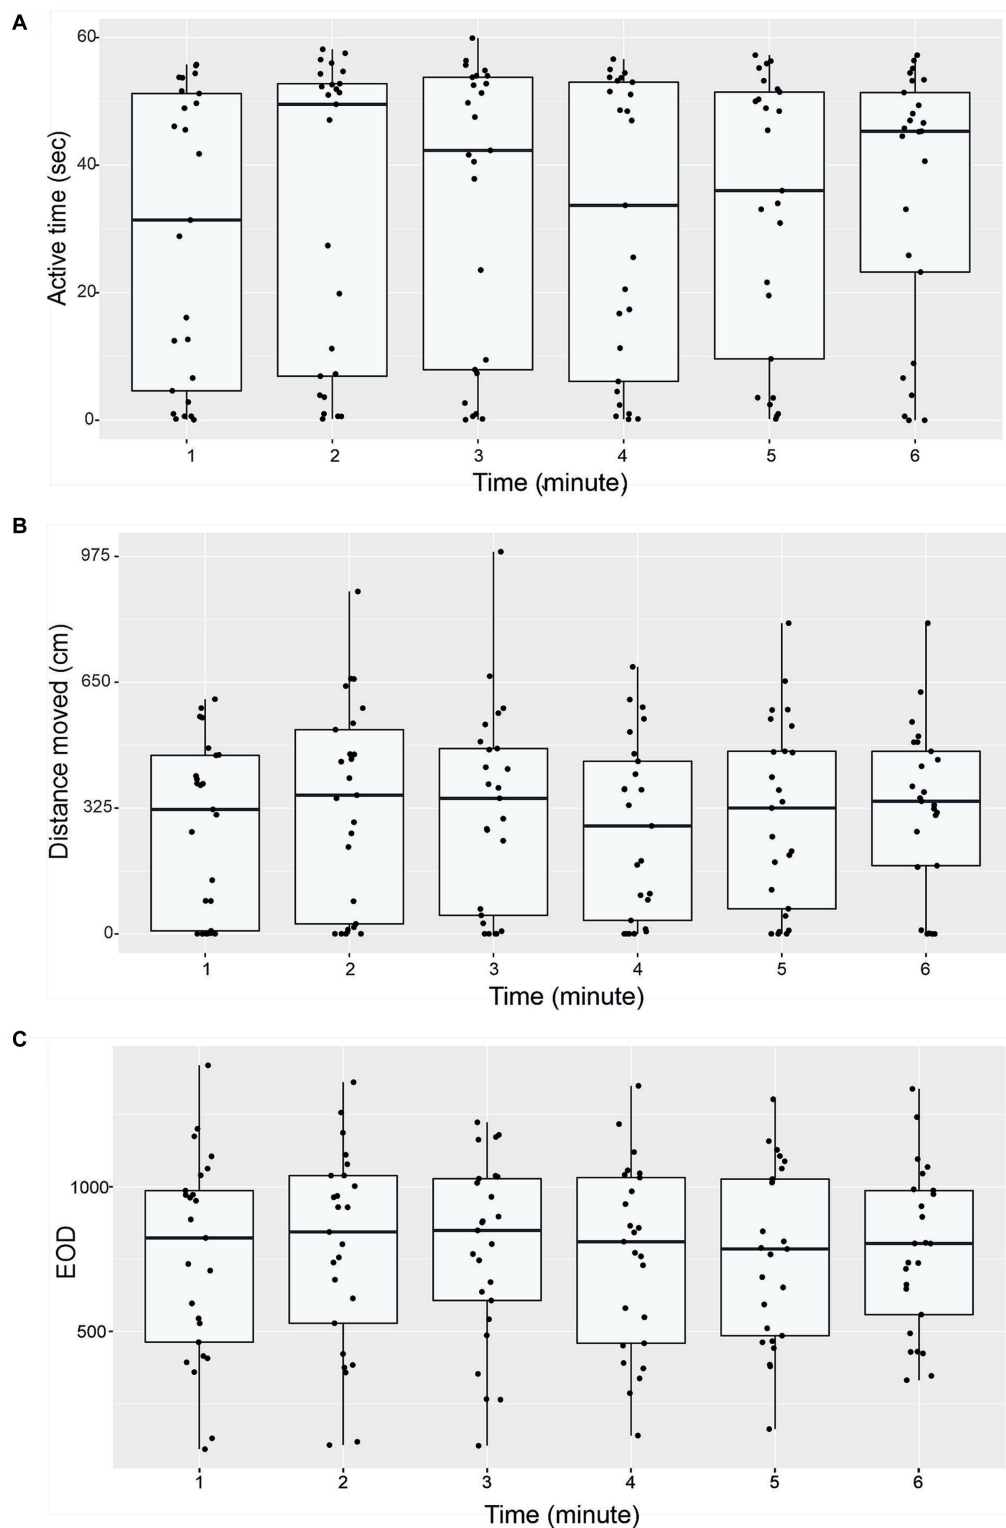 A
Active time (sec)
60
40
20
0
1 2 3 4 5 6
Time (minute)
B
Distance moved (cm)
975
650
325
0
1 2 3 4 5 6
Time (minute)
C
EOD
1000
500
1 2 3 4 5 6
Time (minute)